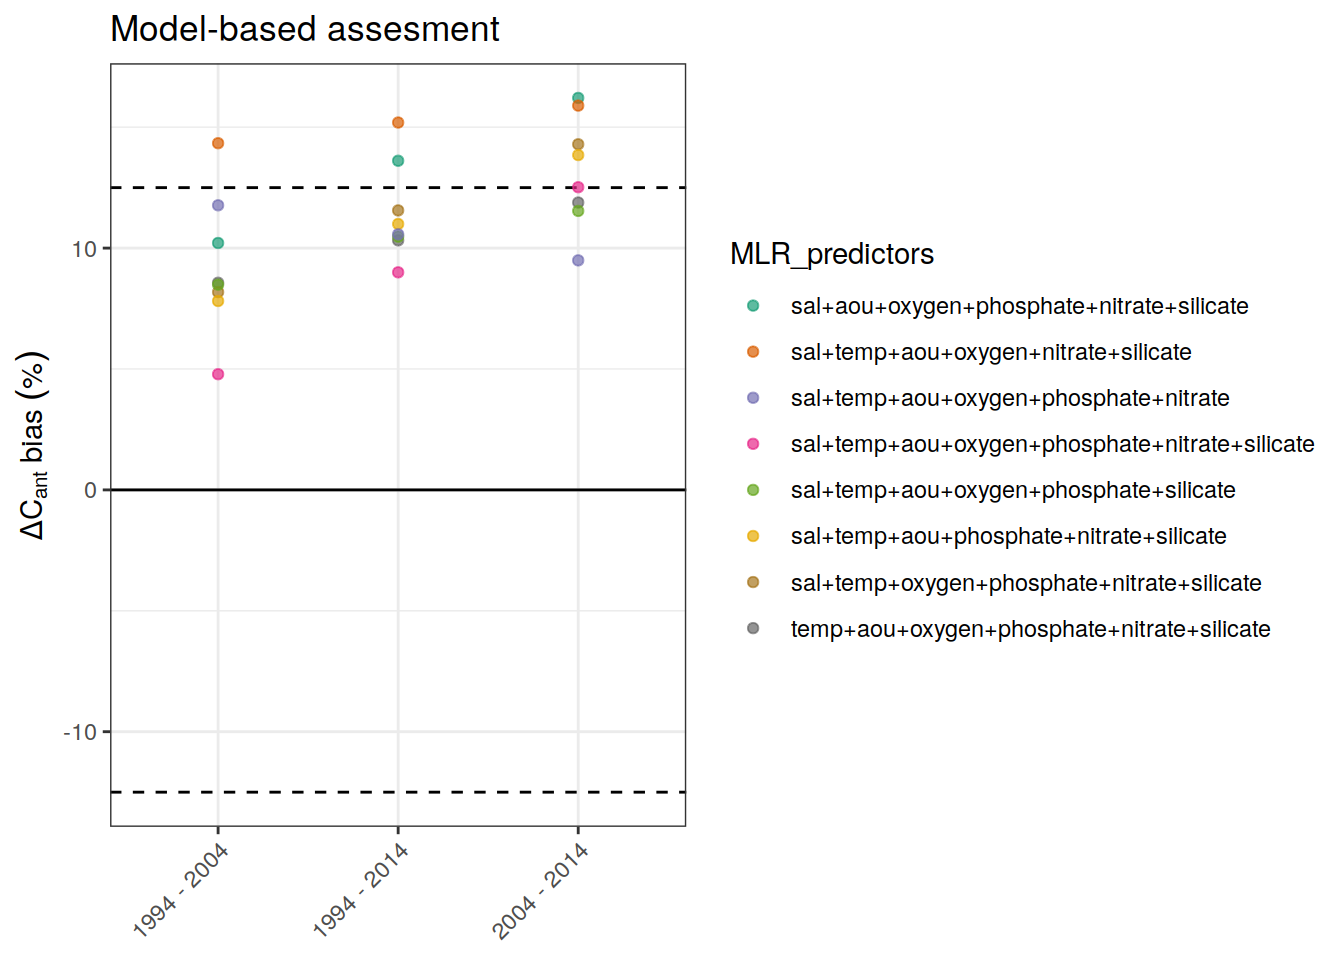 Model-based assesment
ΔCant bias (%)
10
0
-10
1994 - 2004
1994 - 2014
2004 - 2014
MLR_predictors
sal+aou+oxygen+phosphate+nitrate+silicate
sal+temp+aou+oxygen+nitrate+silicate
sal+temp+aou+oxygen+phosphate+nitrate
sal+temp+aou+oxygen+phosphate+nitrate+silicate
sal+temp+aou+oxygen+phosphate+silicate
sal+temp+aou+phosphate+nitrate+silicate
sal+temp+oxygen+phosphate+nitrate+silicate
temp+aou+oxygen+phosphate+nitrate+silicate